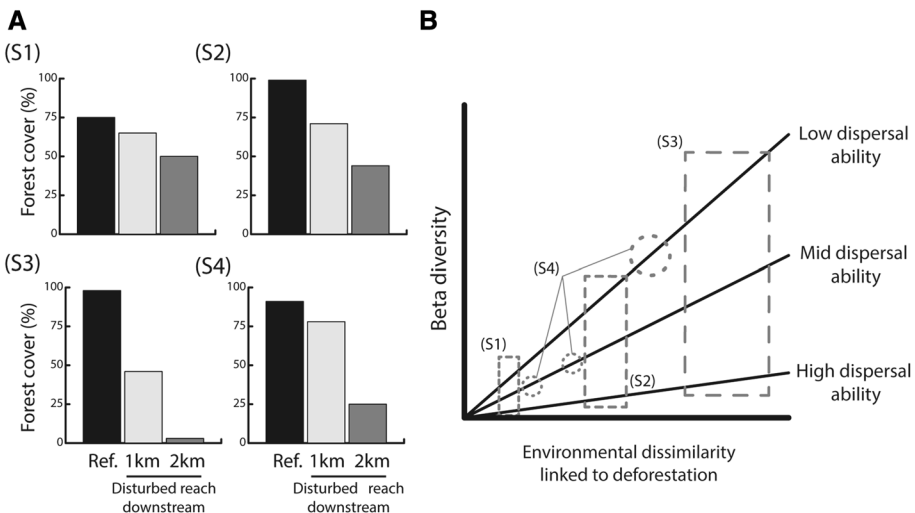 A
B
(S1)
(S2)
Forest cover (%)
100
75
50
25
0
100
75
50
25
0
(S3)
(S4)
Forest cover (%)
100
75
50
25
0
100
75
50
25
0
Ref. 1km 2km
Disturbed reach
downstream
Ref. 1km 2km
Disturbed reach
downstream
Beta diversity
(S3)
(S4)
(S1)
(S2)
Low dispersal
ability
Mid dispersal
ability
High dispersal
ability
Environmental dissimilarity
linked to deforestation